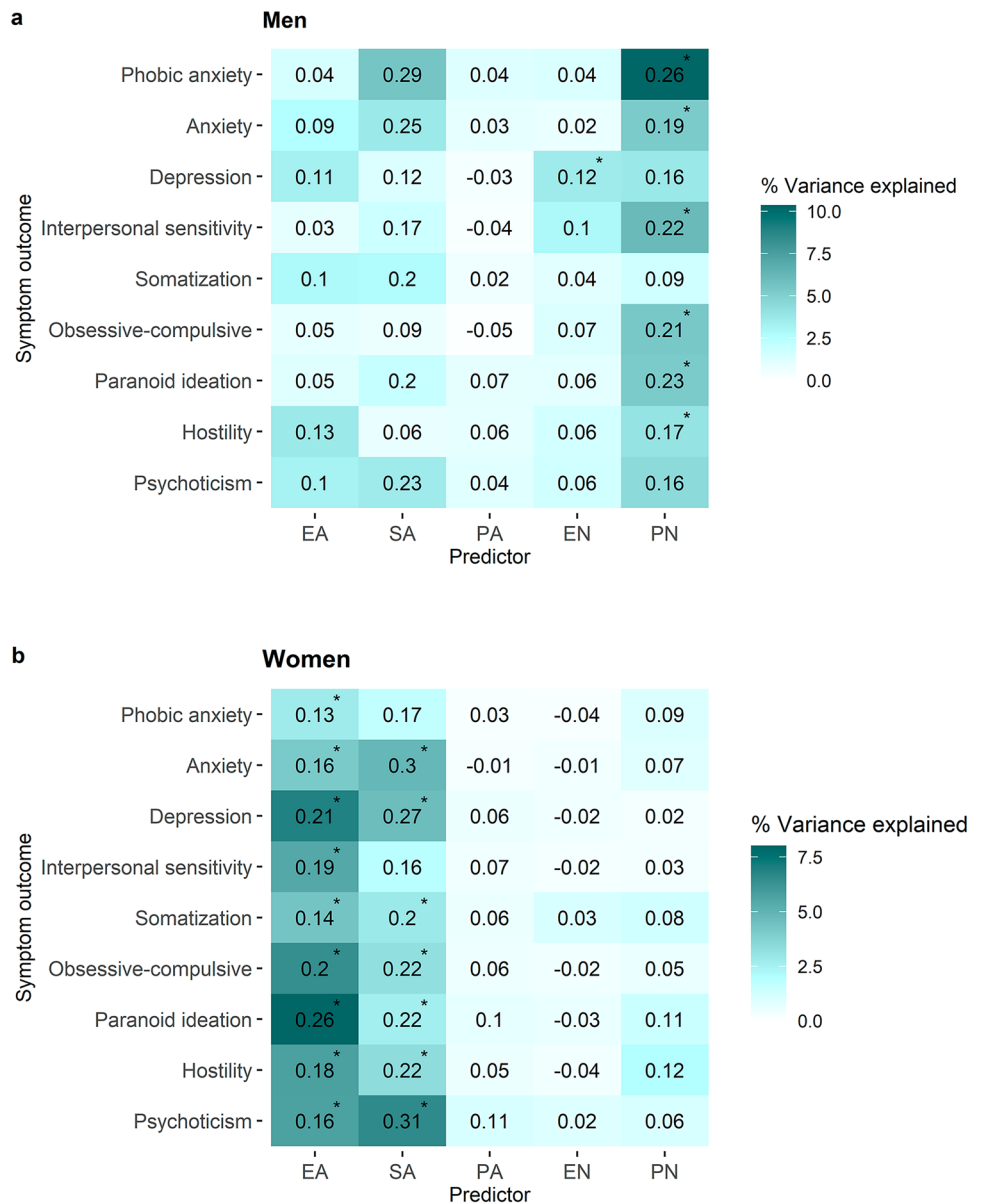 a
Men
Phobic anxiety 0.04 0.29 0.04 0.04 0.26*
Anxiety 0.09 0.25 0.03 0.02 0.19*
Depression 0.11 0.12 -0.03 0.12* 0.16
Interpersonal sensitivity 0.03 0.17 -0.04 0.1 0.22*
Somatization 0.1 0.2 0.02 0.04 0.09
Obsessive-compulsive 0.05 0.09 -0.05 0.07 0.21*
Paranoid ideation 0.05 0.2 0.07 0.06 0.23*
Hostility 0.13 0.06 0.06 0.06 0.17*
Psychoticism 0.1 0.23 0.04 0.06 0.16
EA SA PA EN PN
Predictor
Symptom outcome
% Variance explained
10.0
7.5
5.0
2.5
0.0
b
Women
Phobic anxiety 0.13* 0.17 0.03 -0.04 0.09
Anxiety 0.16* 0.3* -0.01 -0.01 0.07
Depression 0.21* 0.27* 0.06 -0.02 0.02
Interpersonal sensitivity 0.19* 0.16 0.07 -0.02 0.03
Somatization 0.14* 0.2* 0.06 0.03 0.08
Obsessive-compulsive 0.2* 0.22* 0.06 -0.02 0.05
Paranoid ideation 0.26* 0.22* 0.1 -0.03 0.11
Hostility 0.18* 0.22* 0.05 -0.04 0.12
Psychoticism 0.16* 0.31* 0.11 0.02 0.06
EA SA PA EN PN
Predictor
Symptom outcome
% Variance explained
7.5
5.0
2.5
0.0